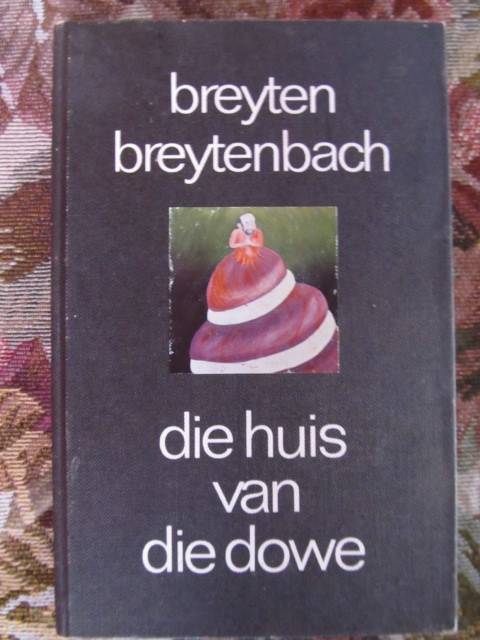 breyten
breytenbach
die huis
van
die dowe